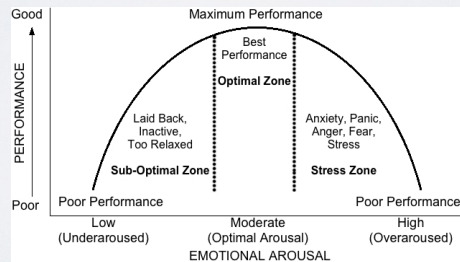 Good
Maximum Performance
Best
Performance
Optimal Zone
Laid Back,
Inactive,
Too Relaxed
Sub-Optimal Zone
Anxiety, Panic,
Anger, Fear,
Stress
Stress Zone
PERFORMANCE
Poor
Poor Performance
Poor Performance
Low
(Underaroused)
Moderate
(Optimal Arousal)
High
(Overaroused)
EMOTIONAL AROUSAL